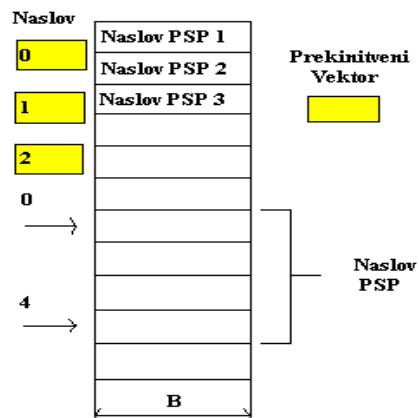 Naslov
0
1
2
0
4
Naslov PSP 1
Naslov PSP 2
Naslov PSP 3
B
Prekinitveni
Vektor
Naslov
PSP